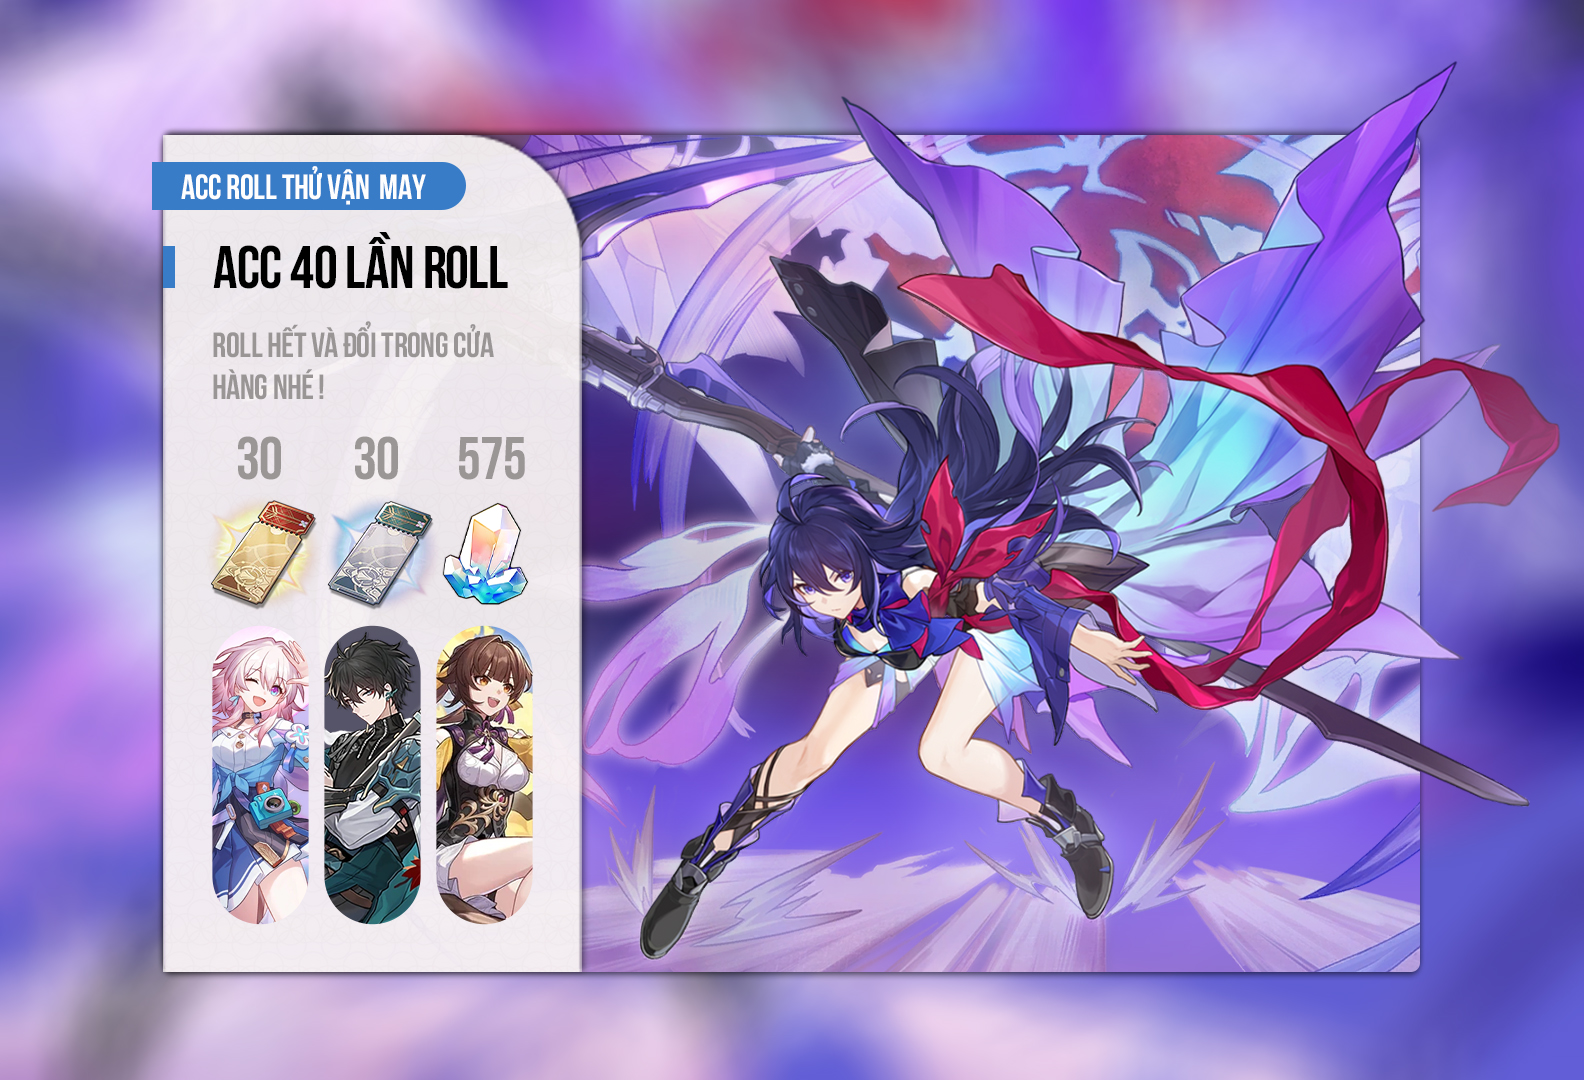 ACC ROLL THỬ VẬN MAY
ACC 40 LẦN ROLL
ROLL HẾT VÀ ĐỔI TRONG CỬA
HÀNG NHÉ !
30 30 575